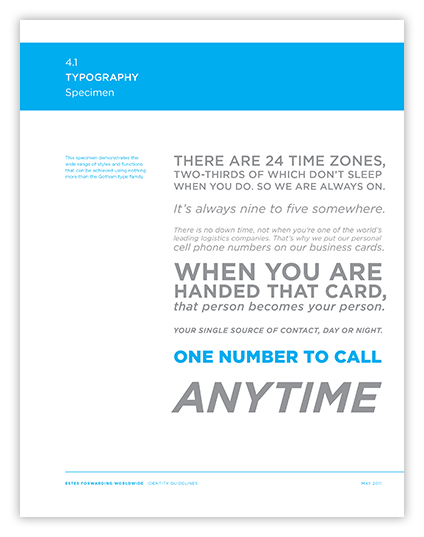 4.1
TYPOGRAPHY
Specimen
This specimen demonstrates the
wide range of styles and functions
that can be achieved using nothing
more than the Gotham type family.
THERE ARE 24 TIME ZONES,
TWO-THIRDS OF WHICH DON'T SLEEP
WHEN YOU DO. SO WE ARE ALWAYS ON.
It's always nine to five somewhere.
There is no down time, not when you're one of the world's
leading logistics companies. That's why we put our personal
cell phone numbers on our business cards.
WHEN YOU ARE
HANDED THAT CARD,
that person becomes your person.
YOUR SINGLE SOURCE OF CONTACT, DAY OR NIGHT.
ONE NUMBER TO CALL
ANYTIME
ESTES FORWARDING WORLDWIDE IDENTITY GUIDELINES MAY 2011